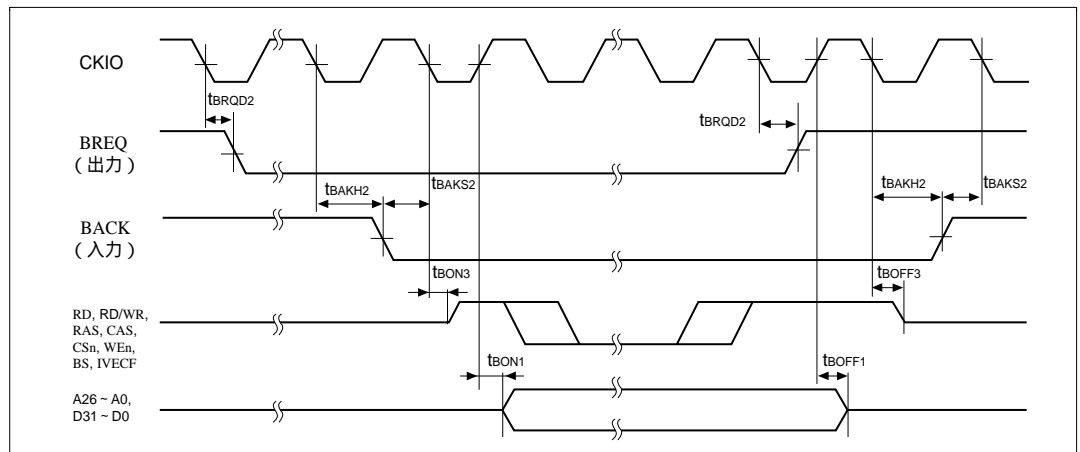 CKIO
tBRQD2
BREQ
(出力)
tBRQD2
tBAKH2
tBAKS2
tBAKH2
tBAKS2
BACK
(入力)
tBON3
tBOFF3
RD, RD/WR,
RAS, CAS,
CSn, WEn,
BS, IVECF
tBON1
tBOFF1
A26 ~ A0,
D31 ~ D0